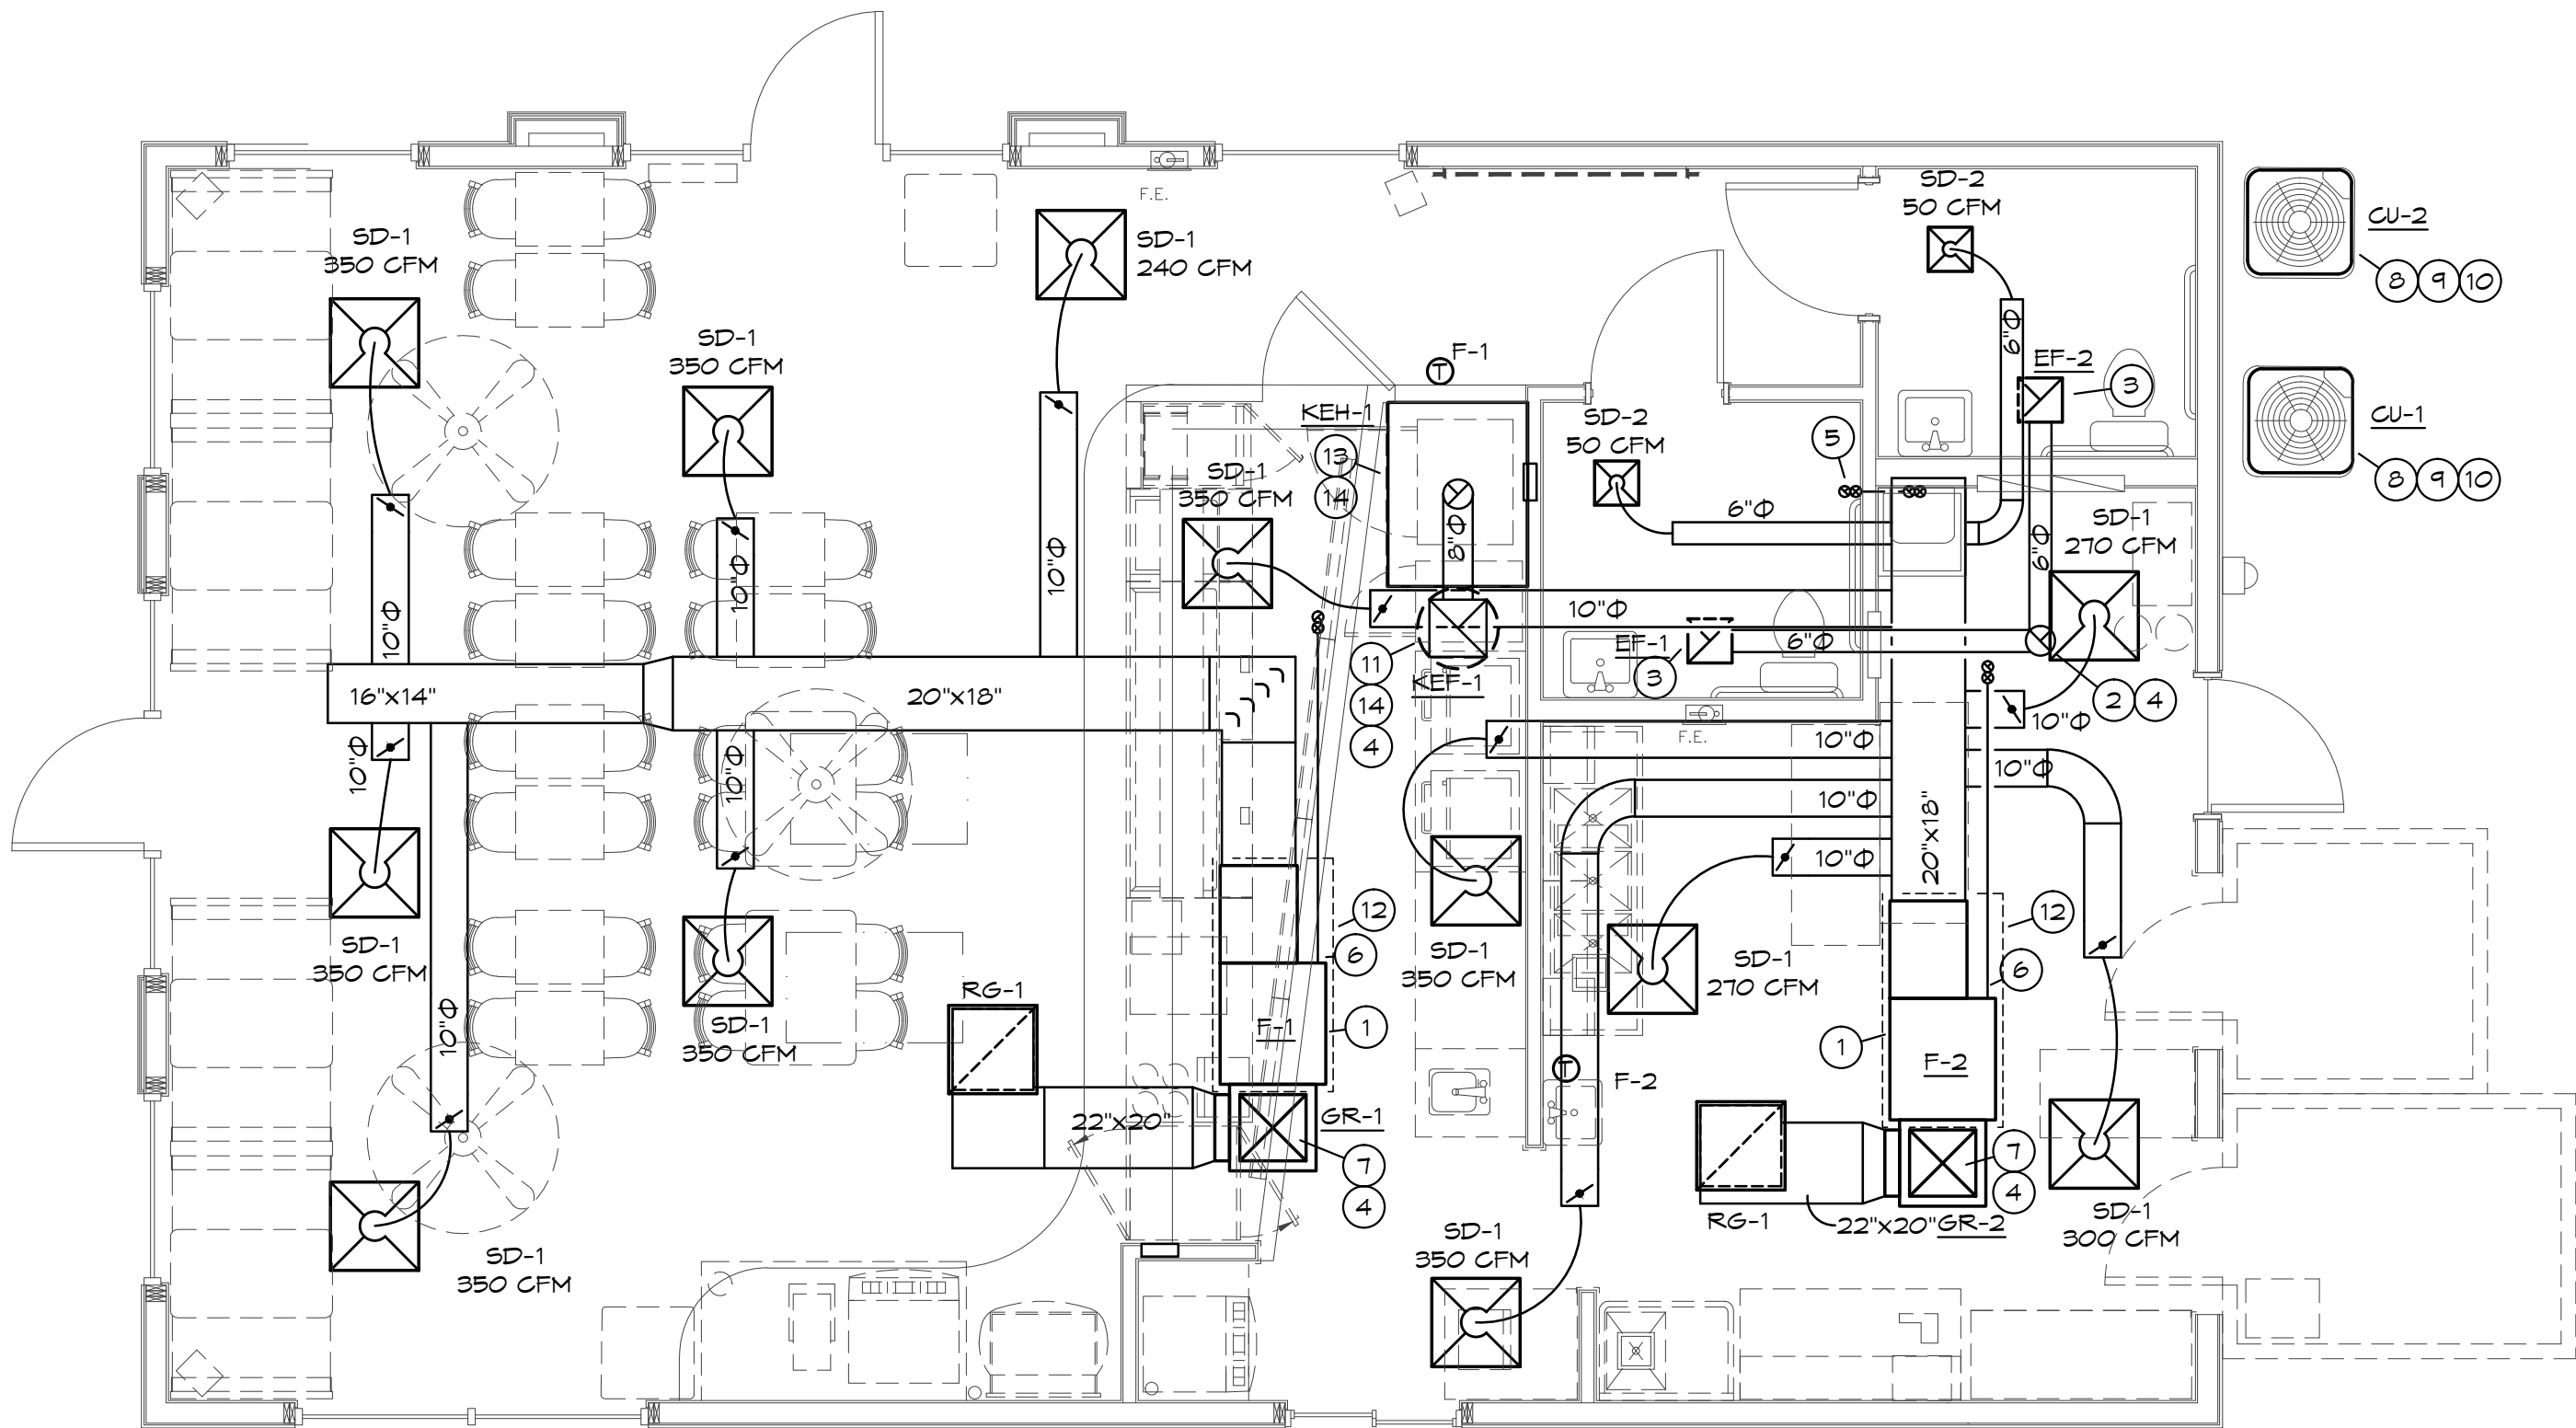 SD-2
50 CFM
CU-2
8 9 10
SD-1
350 CFM
F.E.
SD-1
240 CFM
6"Φ
EF-2
3
SD-1
350 CFM
T F-1
CU-1
8 9 10
KEH-1
13
14
SD-2
50 CFM
5
SD-1
350 CFM
8"Φ
6"Φ
SD-1
270 CFM
6"Φ
10"Φ
10"Φ
10"Φ
10"Φ
EF-1
3
6"Φ
11
14
4
KEF-1
2 4
16"x14"
20"x18"
10"Φ
10"Φ
10"Φ
F.E.
10"Φ
10"Φ
10"Φ
10"Φ
20"x18"
12
6
12
6
SD-1
350 CFM
SD-1
350 CFM
SD-1
270 CFM
RG-1
SD-1
350 CFM
10"Φ
F-1
1
1
F-2
T
F-2
22"x20"
GR-1
7
4
7
4
RG-1
22"x20"
GR-2
SD-1
300 CFM
SD-1
350 CFM
SD-1
350 CFM